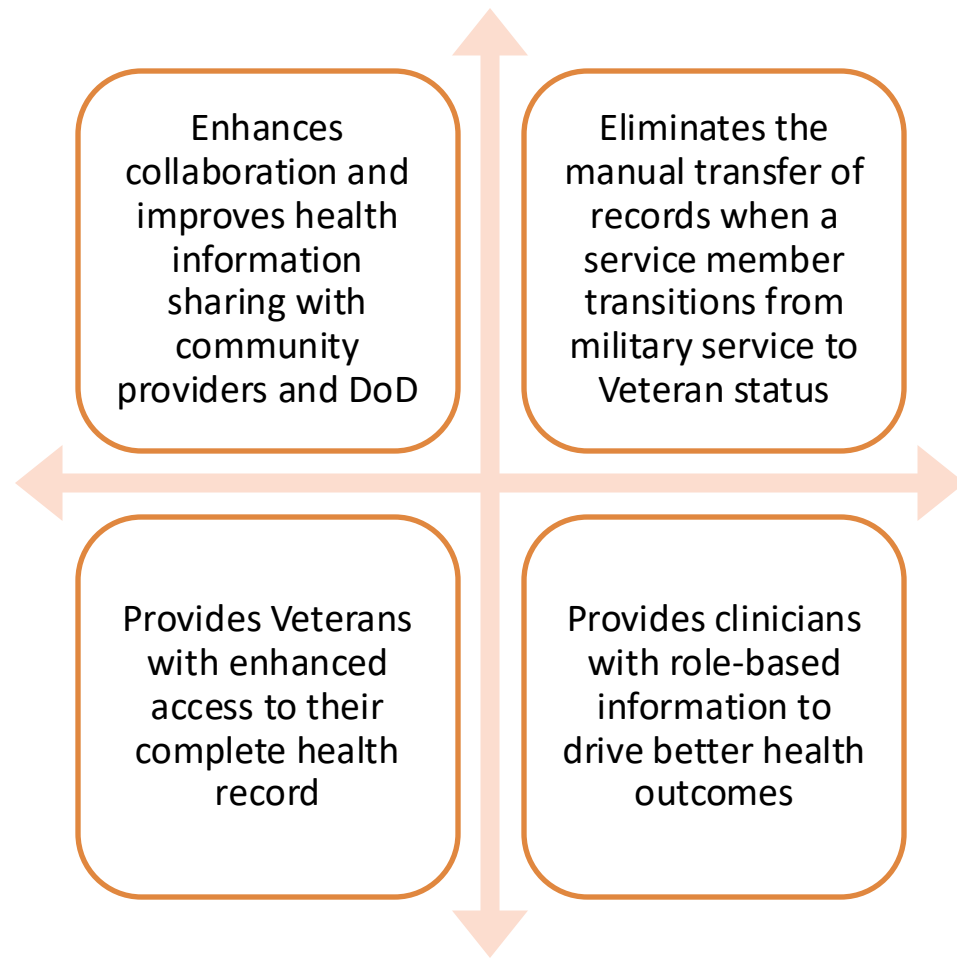 Enhances
collaboration and
improves health
information
sharing with
community
providers and DoD
Eliminates the
manual transfer of
records when a
service member
transitions from
military service to
Veteran status
Provides Veterans
with enhanced
access to their
complete health
record
Provides clinicians
with role-based
information to
drive better health
outcomes